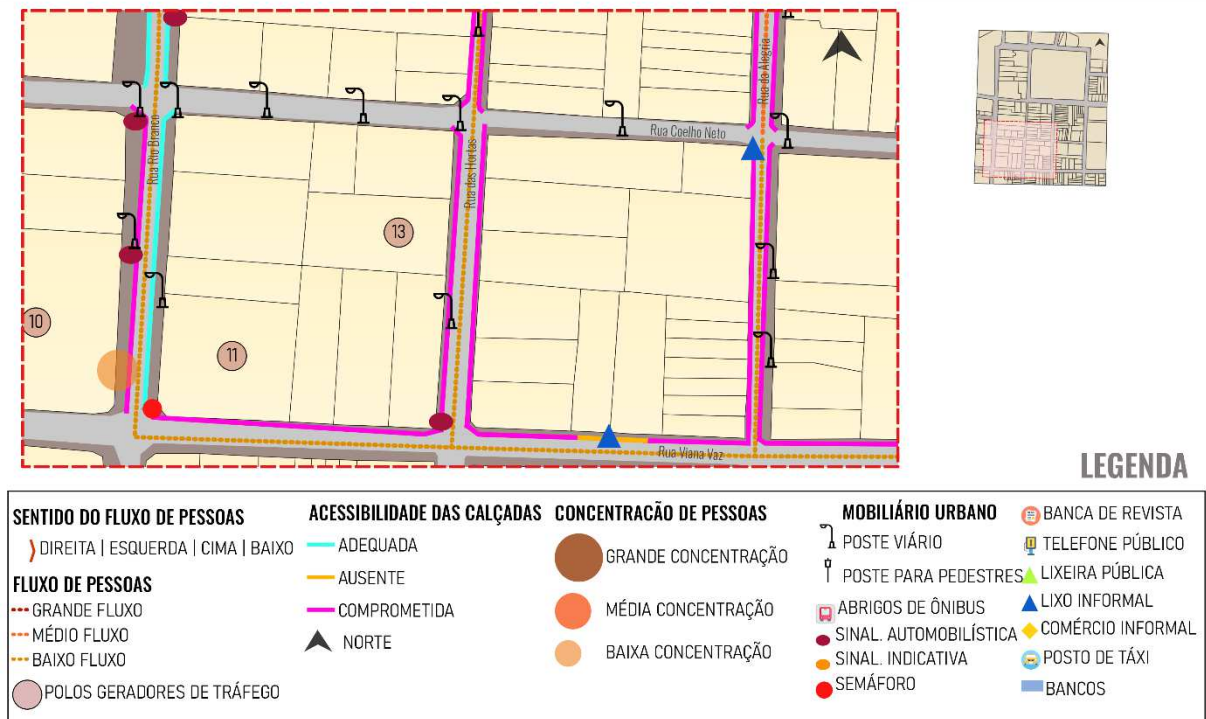 Rua da Alegria
Rua Coelho Neto
Rua Rio Branco
Rua das Hortas
13
10
11
Rua Viana Vaz
LEGENDA
SENTIDO DO FLUXO DE PESSOAS
DIREITA | ESQUERDA | CIMA | BAIXO
FLUXO DE PESSOAS
GRANDE FLUXO
MÉDIO FLUXO
BAIXO FLUXO
POLOS GERADORES DE TRÁFEGO
ACESSIBILIDADE DAS CALÇADAS
ADEQUADA
AUSENTE
COMPROMETIDA
NORTE
CONCENTRACÃO DE PESSOAS
GRANDE CONCENTRAÇÃO
MÉDIA CONCENTRAÇÃO
BAIXA CONCENTRAÇÃO
MOBILIÁRIO URBANO
POSTE VIÁRIO
POSTE PARA PEDESTRES
ABRIGOS DE ÔNIBUS
SINAL. AUTOMOBILÍSTICA
SINAL. INDICATIVA
SEMÁFORO
BANCA DE REVISTA
TELEFONE PÚBLICO
LIXEIRA PÚBLICA
LIXO INFORMAL
COMÉRCIO INFORMAL
POSTO DE TÁXI
BANCOS